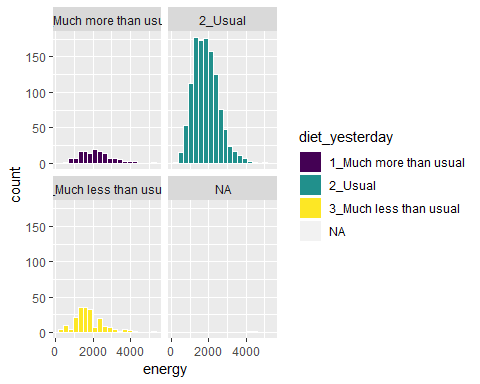 Much more than usu
2_Usual
150
100
50
0
Much less than usu
NA
150
100
50
0
0
2000
4000
0
2000
4000
energy
count
diet_yesterday
1_Much more than usual
2_Usual
3_Much less than usual
NA